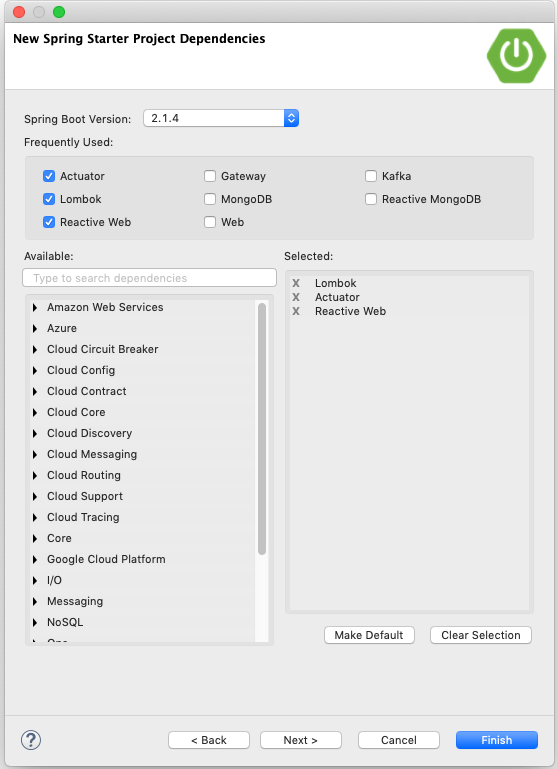 New Spring Starter Project Dependencies
Spring Boot Version: 2.1.4
Frequently Used:
Actuator Gateway Kafka
Lombok MongoDB Reactive MongoDB
Reactive Web Web
Available:
Type to search dependencies
Amazon Web Services
Azure
Cloud Circuit Breaker
Cloud Config
Cloud Contract
Cloud Core
Cloud Discovery
Cloud Messaging
Cloud Routing
Cloud Support
Cloud Tracing
Core
Google Cloud Platform
I/O
Messaging
NoSQL
Selected:
X Lombok
X Actuator
X Reactive Web
Make Default Clear Selection
? < Back Next > Cancel Finish